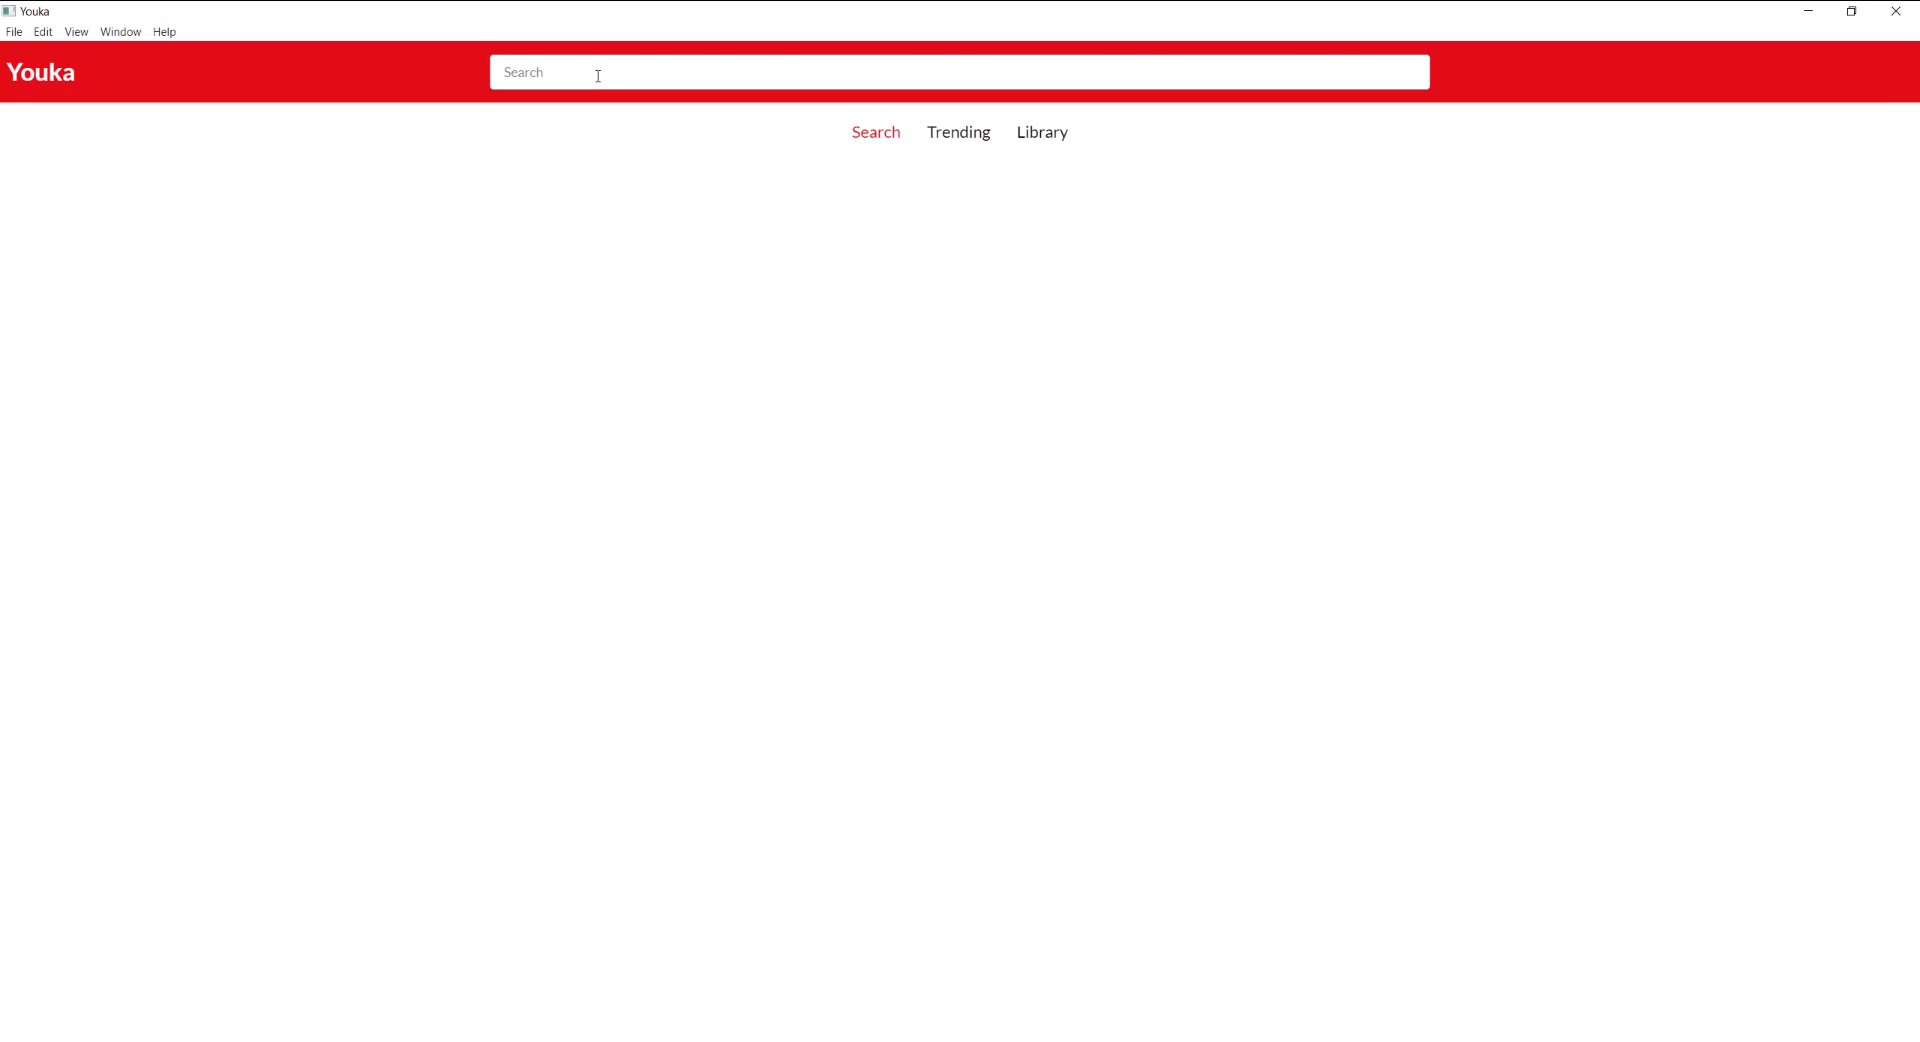 Youka
File Edit View Window Help
Youka
Search
Search Trending Library